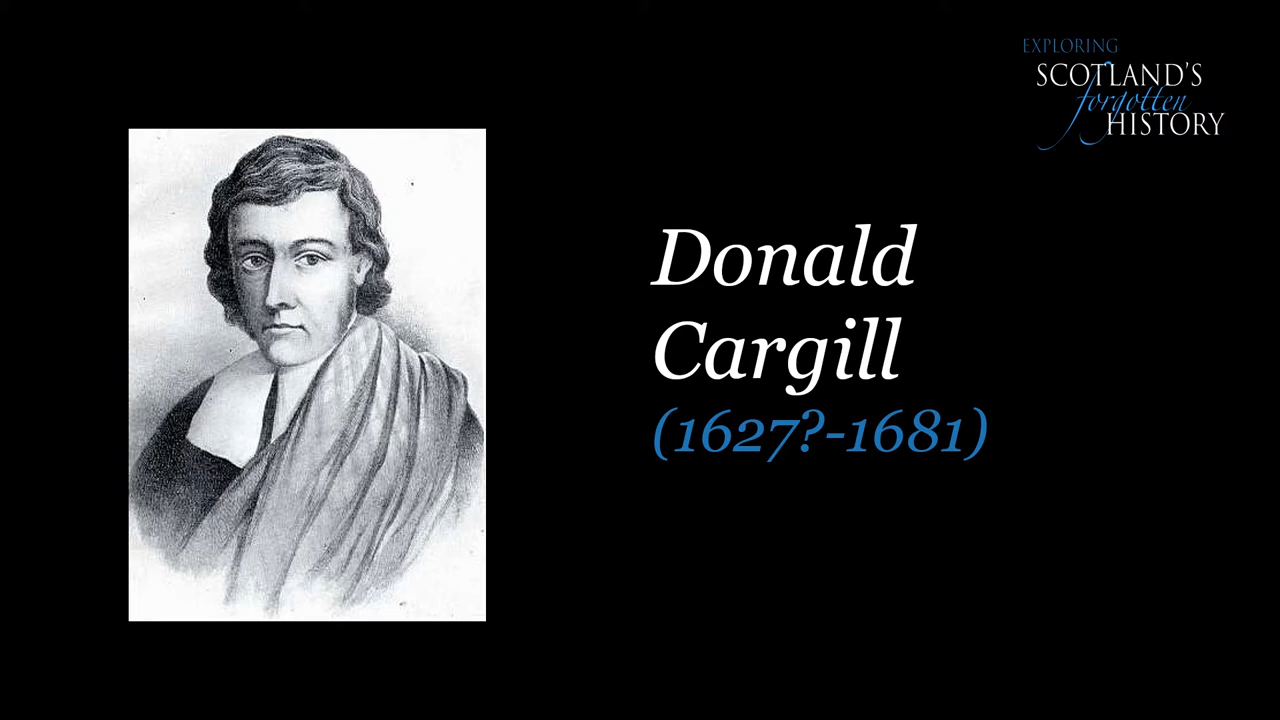 EXPLORING
SCOTLAND'S
forgotten
HISTORY
Donald
Cargill
(1627?-1681)